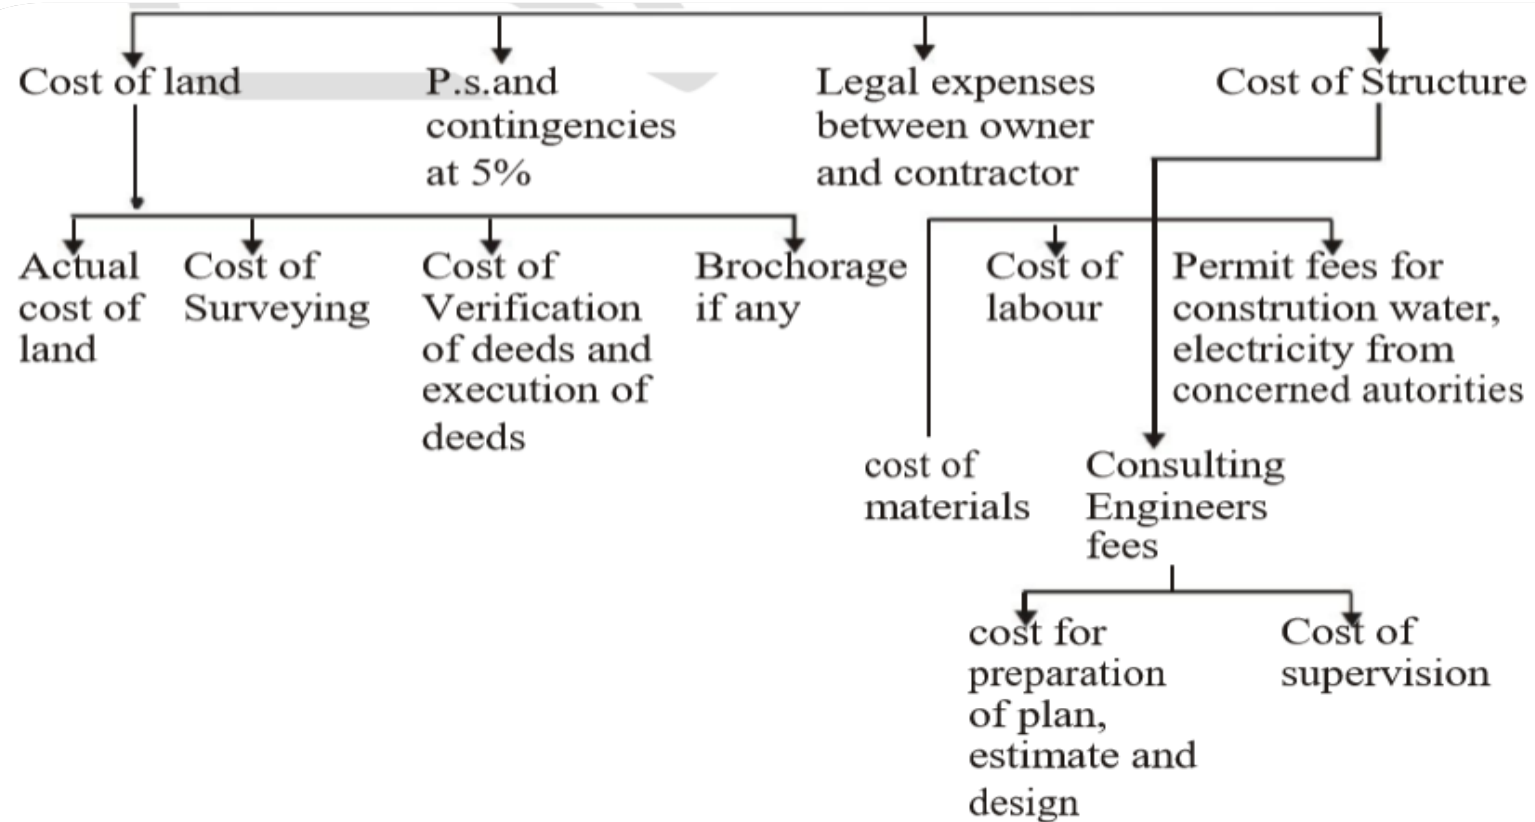 Cost of land
P.s.and
contingencies
at 5%
Legal expenses
between owner
and contractor
Cost of Structure
Actual
cost of
land
Cost of
Surveying
Cost of
Verification
of deeds and
execution of
deeds
Brochorage
if any
Cost of
labour
Permit fees for
constrution water,
electricity from
concerned autorities
cost of
materials
Consulting
Engineers
fees
cost for
preparation
of plan,
estimate and
design
Cost of
supervision